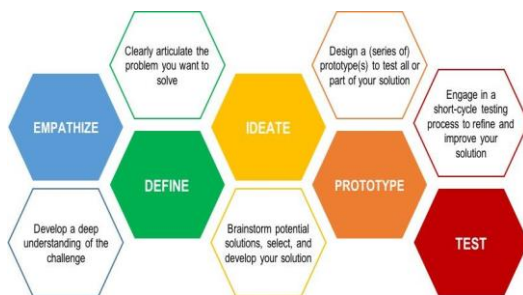 EMPATHIZE
Develop a deep
understanding of the
challenge
Clearly articulate the
problem you want to
solve
DEFINE
IDEATE
Brainstorm potential
solutions, select, and
develop your solution
Design a (series of)
prototype(s) to test all or
part of your solution
PROTOTYPE
Engage in a
short-cycle testing
process to refine and
improve your
solution
TEST